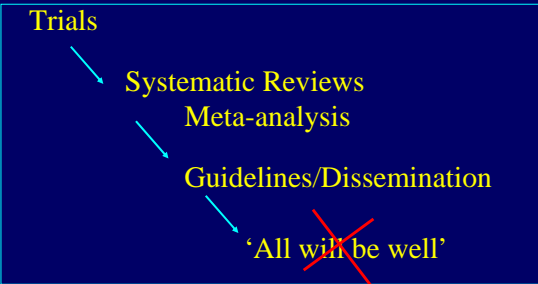 Trials
Systematic Reviews
Meta-analysis
Guidelines/Dissemination
‘All will be well’